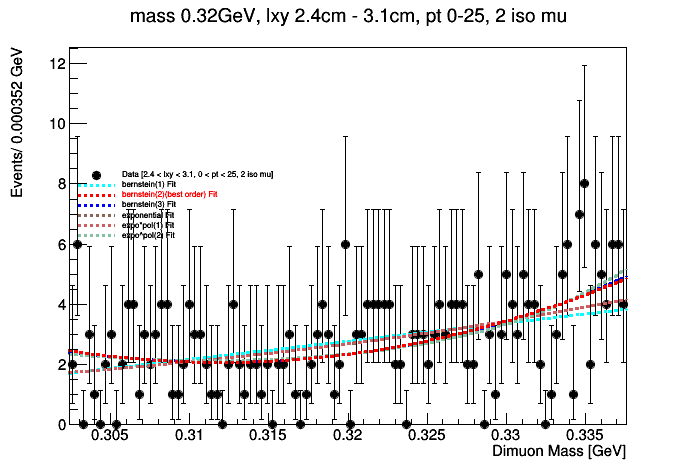 mass 0.32GeV, lxy 2.4cm - 3.1cm, pt 0-25, 2 iso mu
Events/ 0.000352 GeV
12
10
8
6
4
2
0
Data [2.4 < lxy < 3.1, 0 < pt < 25, 2 iso mu]
bernstein(1) Fit
bernstein(2)(best order) Fit
bernstein(3) Fit
exponential Fit
expo*pol(1) Fit
expo*pol(2) Fit
0.305 0.31 0.315 0.32 0.325 0.33 0.335
Dimuon Mass [GeV]